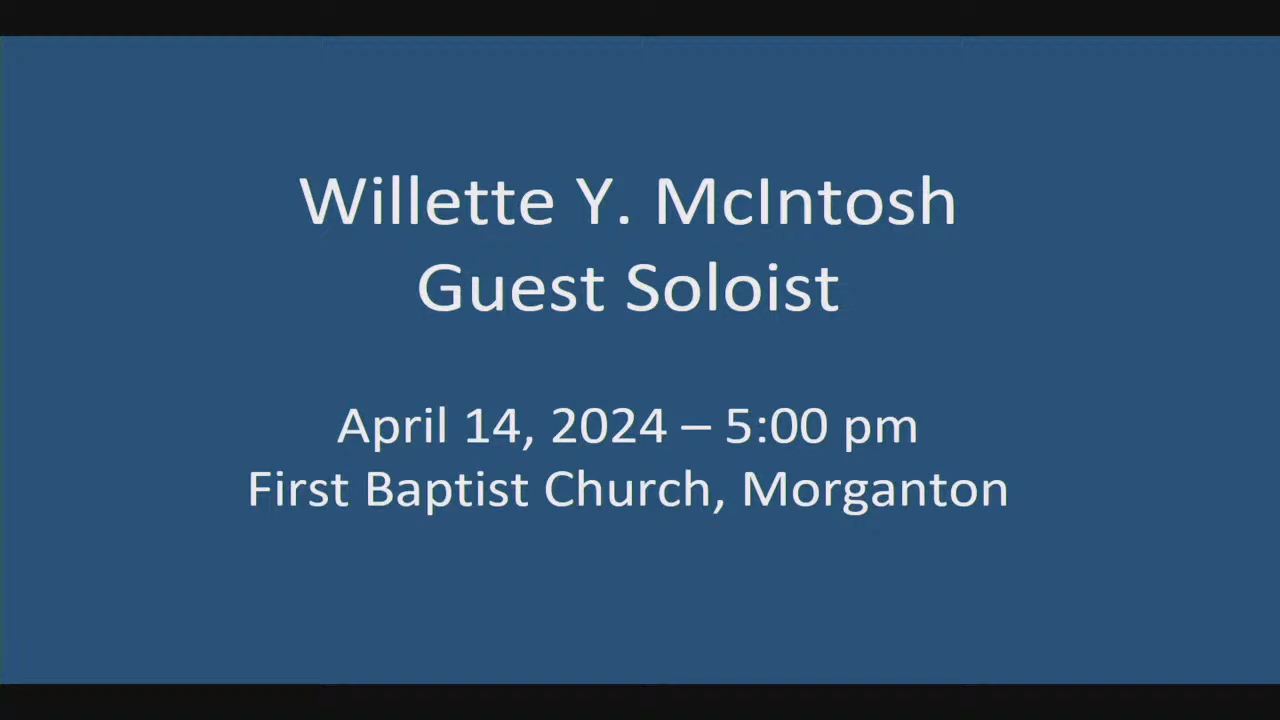 Willette Y. McIntosh
Guest Soloist
April 14, 2024 – 5:00 pm
First Baptist Church, Morganton